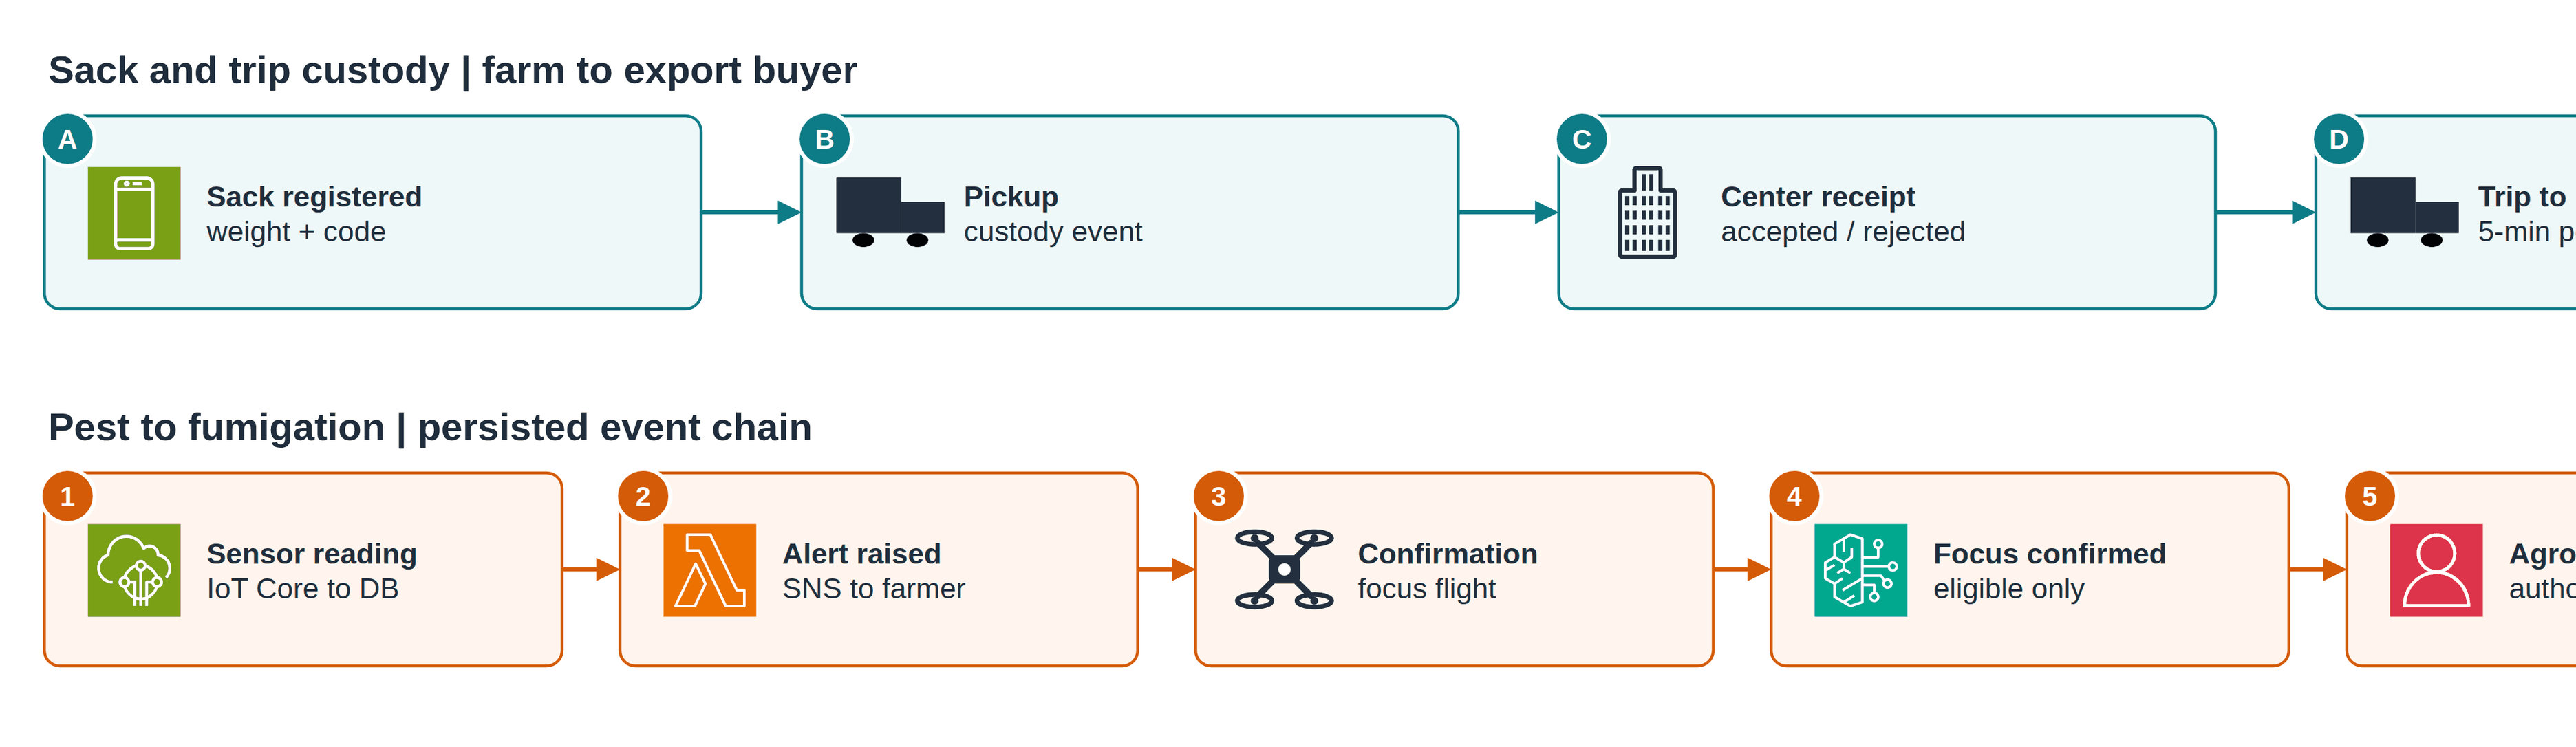 Sack and trip custody | farm to export buyer
A
Sack registered
weight + code
B
Pickup
custody event
C
Center receipt
accepted / rejected
D
Trip to
5-min
Pest to fumigation | persisted event chain
1
Sensor reading
IoT Core to DB
2
Alert raised
SNS to farmer
3
Confirmation
focus flight
4
Focus confirmed
eligible only
5